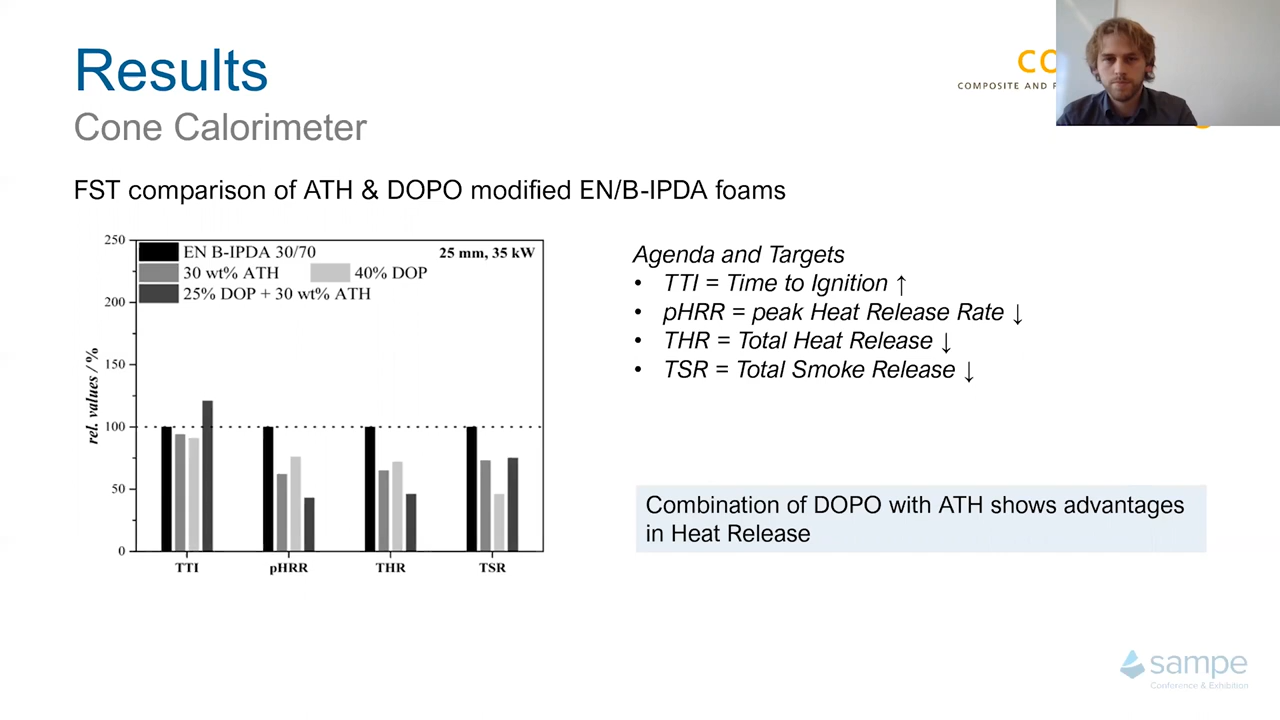 Results
Cone Calorimeter
COMPOSITE AND
FST comparison of ATH & DOPO modified EN/B-IPDA foams
250
200
150
100
50
0
rel. values / %
EN B-IPDA 30/70
25 mm, 35 kW
30 wt% ATH
40% DOP
25% DOP + 30 wt% ATH
TTI
pHRR
THR
TSR
Agenda and Targets
• TTI = Time to Ignition ↑
• pHRR = peak Heat Release Rate ↓
• THR = Total Heat Release ↓
• TSR = Total Smoke Release ↓
Combination of DOPO with ATH shows advantages
in Heat Release
sampe
Conference & Exhibition